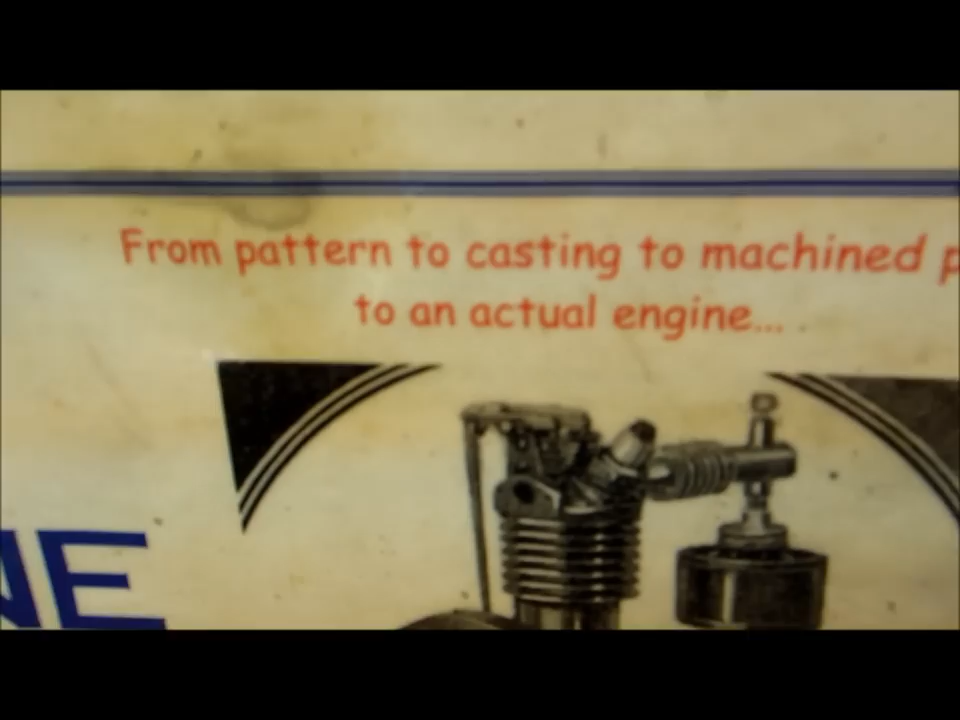 From pattern to casting to machined
to an actual engine...